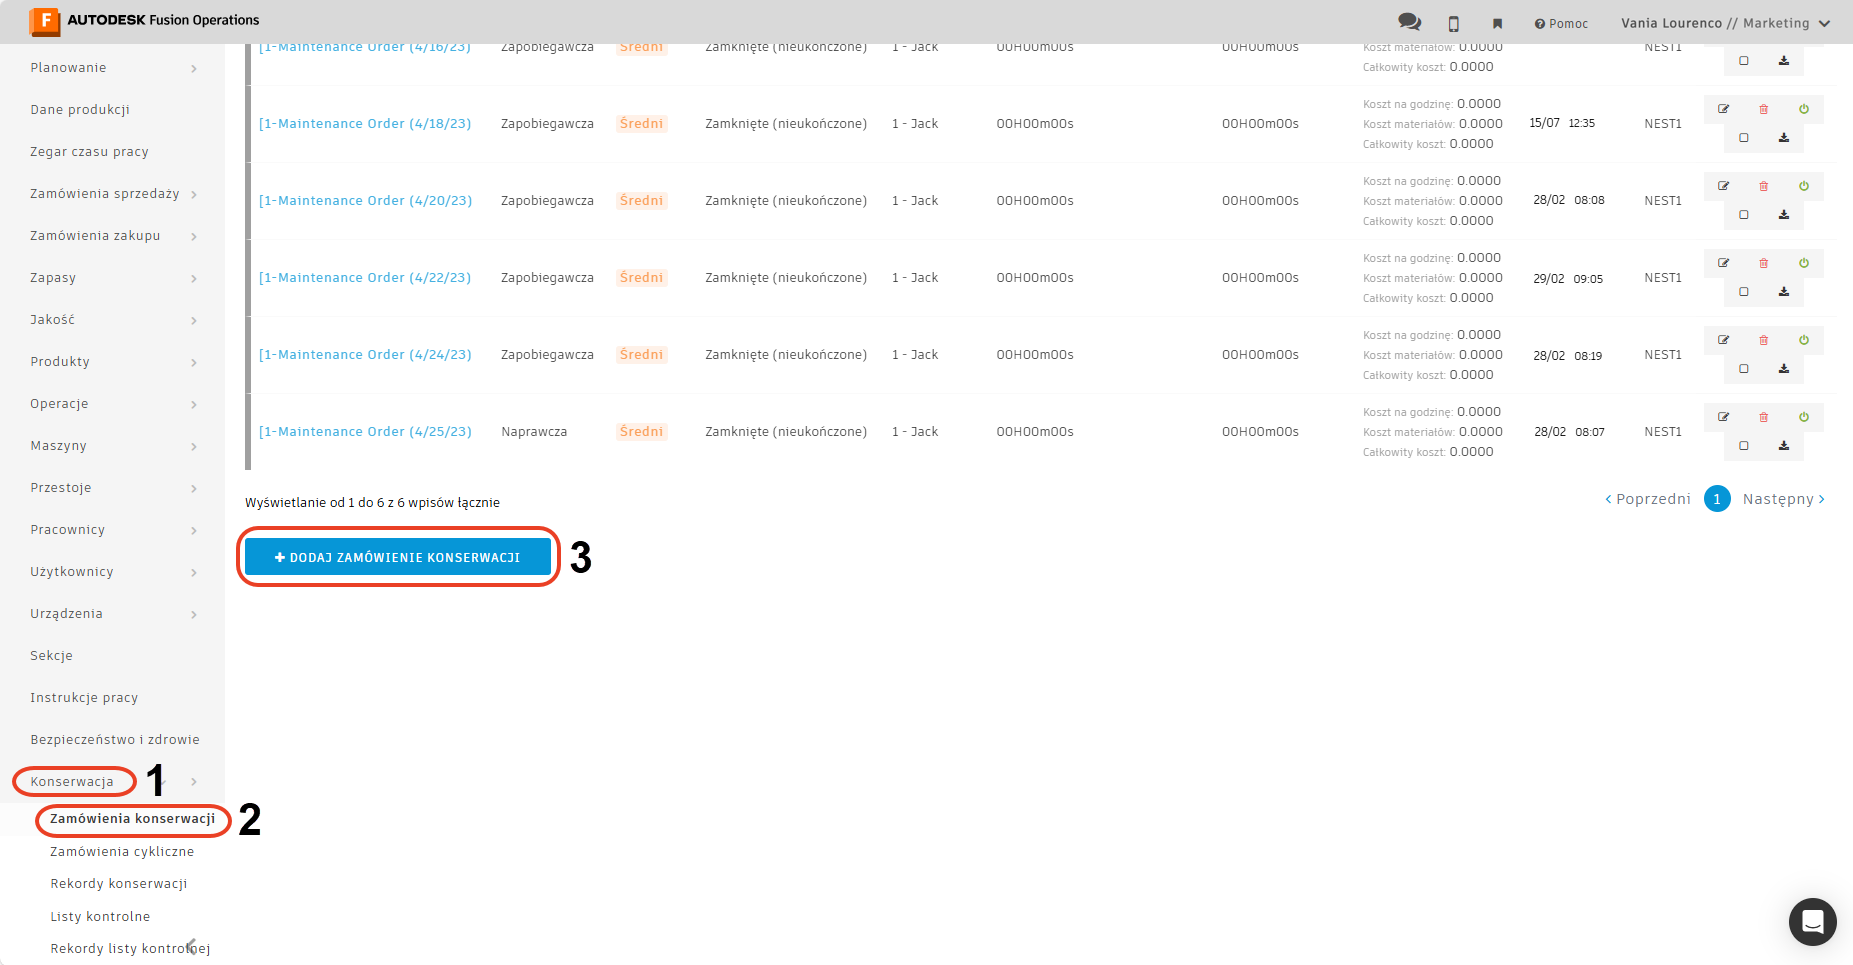 F AUTODESK Fusion Operations
Pomoc
Vania Lourenco // Marketing
Planowanie
Dane produkcji
Zegar czasu pracy
Zamówienia sprzedaży
Zamówienia zakupu
Zapasy
Jakość
Produkty
Operacje
Maszyny
Przestoje
Pracownicy
Użytkownicy
Urządzenia
Sekcje
Instrukcje pracy
Bezpieczeństwo i zdrowie
Konserwacja 1
Zamówienia konserwacji 2
Zamówienia cykliczne
Rekordy konserwacji
Listy kontrolne
Rekordy listy kontrolnej
[1-Maintenance Order (4/16/23) Zapobiegawcza Średni Zamknięte (nieukończone) 1 - Jack 00H00m00s 00H00m00s Koszt materiałów: 0.0000 NEST1
Całkowity koszt: 0.0000
Koszt na godzinę: 0.0000
[1-Maintenance Order (4/18/23) Zapobiegawcza Średni Zamknięte (nieukończone) 1 - Jack 00H00m00s 00H00m00s Koszt materiałów: 0.0000 15/07 12:35 NEST1
Całkowity koszt: 0.0000
Koszt na godzinę: 0.0000
[1-Maintenance Order (4/20/23) Zapobiegawcza Średni Zamknięte (nieukończone) 1 - Jack 00H00m00s 00H00m00s Koszt materiałów: 0.0000 28/02 08:08 NEST1
Całkowity koszt: 0.0000
Koszt na godzinę: 0.0000
[1-Maintenance Order (4/22/23) Zapobiegawcza Średni Zamknięte (nieukończone) 1 - Jack 00H00m00s 00H00m00s Koszt materiałów: 0.0000 29/02 09:05 NEST1
Całkowity koszt: 0.0000
Koszt na godzinę: 0.0000
[1-Maintenance Order (4/24/23) Zapobiegawcza Średni Zamknięte (nieukończone) 1 - Jack 00H00m00s 00H00m00s Koszt materiałów: 0.0000 28/02 08:19 NEST1
Całkowity koszt: 0.0000
Koszt na godzinę: 0.0000
[1-Maintenance Order (4/25/23) Naprawcza Średni Zamknięte (nieukończone) 1 - Jack 00H00m00s 00H00m00s Koszt materiałów: 0.0000 28/02 08:07 NEST1
Całkowity koszt: 0.0000
Wyświetlanie od 1 do 6 z 6 wpisów łącznie
Poprzedni 1 Następny
+ DODAJ ZAMÓWIENIE KONSERWACJI 3